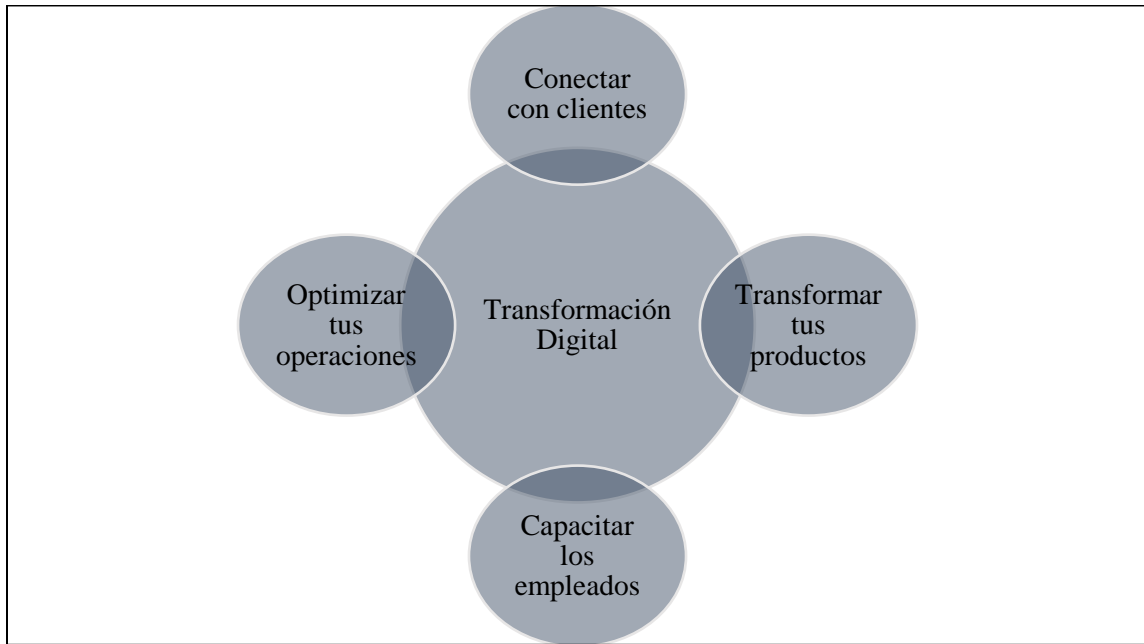 Conectar
con clientes
Optimizar
tus
operaciones
Transformación
Digital
Transformar
tus
productos
Capacitar
los
empleados